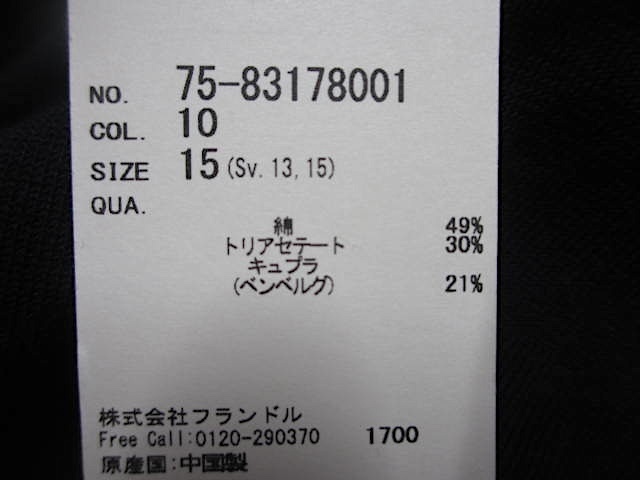 NO. 75-83178001
COL. 10
SIZE 15 (Sv. 13, 15)
QUA.
綿 49%
トリアセテート 30%
キュプラ
(ベンベルグ) 21%
株式会社フランドル
Free Call:0120-290370 1700
原産国:中国製